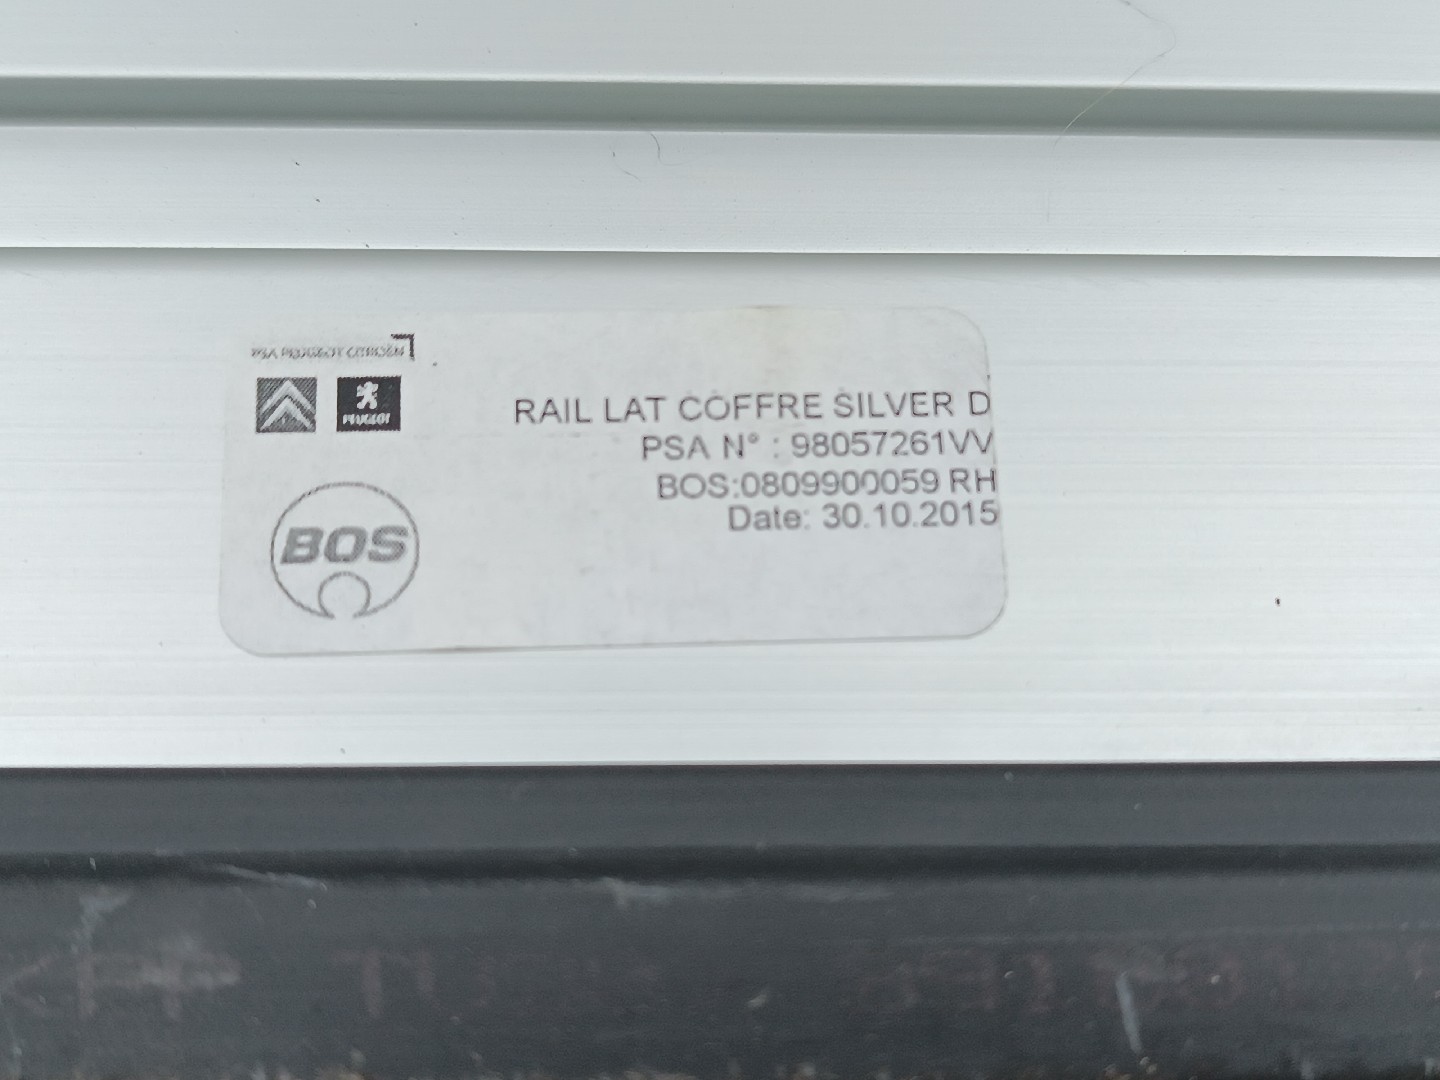 PSA PEUGEOT CITROËN
PEUGEOT
RAIL LAT COFFRE SILVER D
PSA N° : 98057261VV
BOS:0809900059 RH
Date: 30.10.2015
BOS